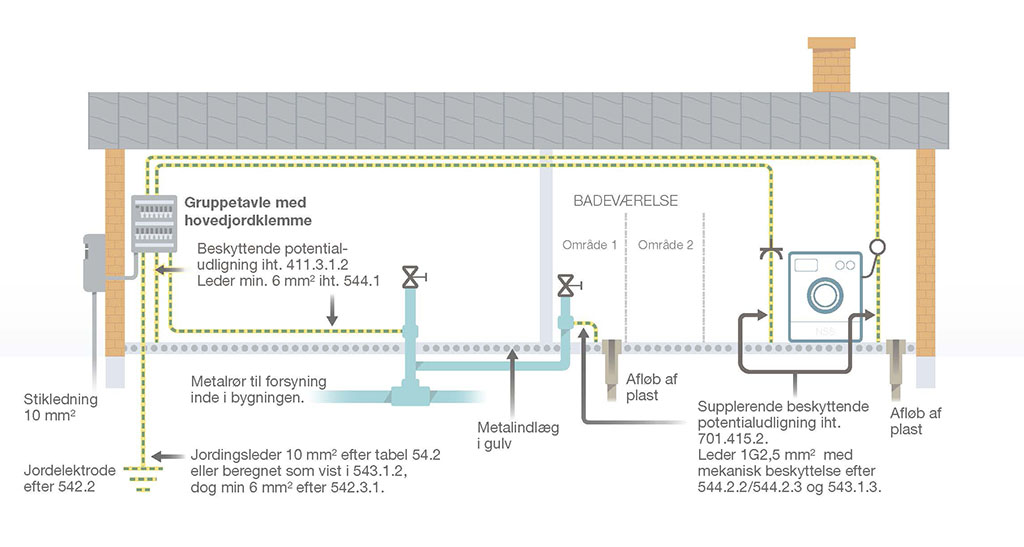 Gruppetavle med
hovedjordklemme
Beskyttende potential-
udligning iht. 411.3.1.2
Leder min. 6 mm² iht. 544.1
BADEVÆRELSE
Område 1
Område 2
Metalrør til forsyning
inde i bygningen.
Metalindlæg
i gulv
Afløb af
plast
Supplerende beskyttende
potentialudligning iht.
701.415.2.
Leder 1G2,5 mm² med
mekanisk beskyttelse efter
544.2.2/544.2.3 og 543.1.3.
Afløb af
plast
Stikledning
10 mm²
Jordelektrode
efter 542.2
Jordingsleder 10 mm² efter tabel 54.2
eller beregnet som vist i 543.1.2,
dog min 6 mm² efter 542.3.1.